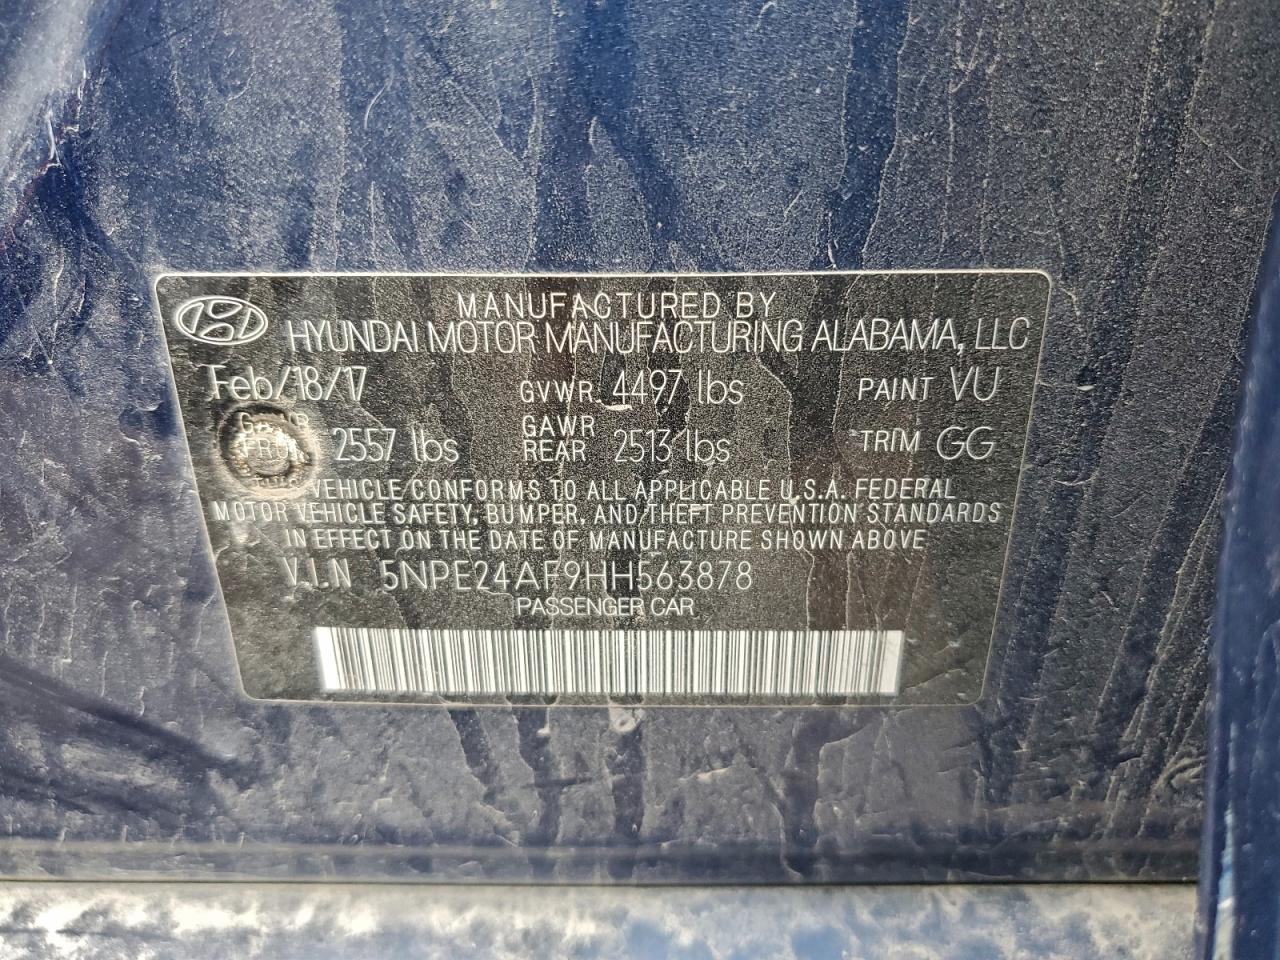 MANUFACTURED BY
HYUNDAI MOTOR MANUFACTURING ALABAMA, LLC
Feb/18/17 GVWR 4497 lbs PAINT VU
2557 lbs GAWR REAR 2513 lbs TRIM GG
VEHICLE CONFORMS TO ALL APPLICABLE U.S.A. FEDERAL
MOTOR VEHICLE SAFETY, BUMPER, AND THEFT PREVENTION STANDARDS
IN EFFECT ON THE DATE OF MANUFACTURE SHOWN ABOVE
V.I.N 5NPE24AF9HH563878
PASSENGER CAR